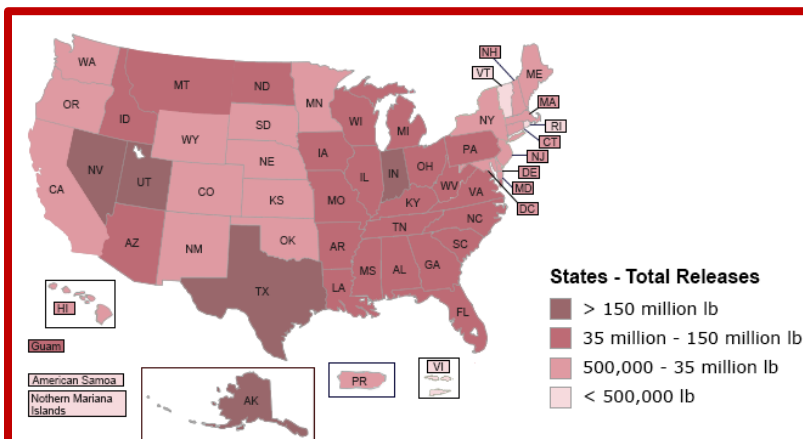 WA
MT
ND
MN
OR
ID
WY
SD
WI
MI
NY
NH
VT
ME
MA
RI
CT
NJ
DE
MD
DC
NV
UT
CO
NE
IA
IL
IN
OH
PA
CA
KS
MO
KY
WV
VA
AZ
NM
OK
AR
TN
NC
SC
TX
LA
MS
AL
GA
FL
HI
Guam
American Samoa
Nothern Mariana
Islands
AK
PR
VI
States - Total Releases
> 150 million lb
35 million - 150 million lb
500,000 - 35 million lb
< 500,000 lb